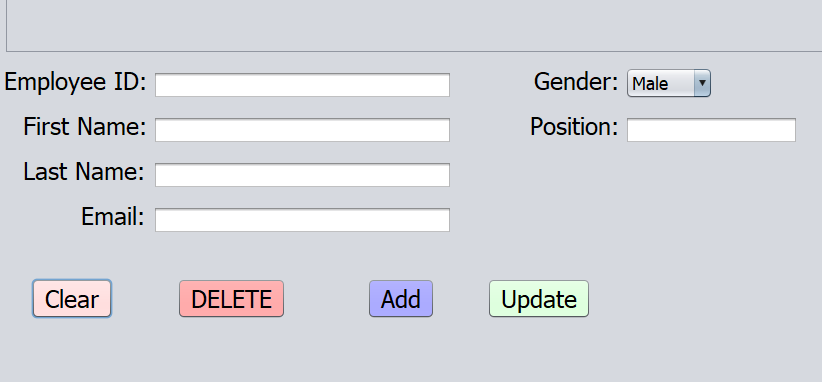 Employee ID: Gender: Male
First Name: Position:
Last Name:
Email:
Clear DELETE Add Update